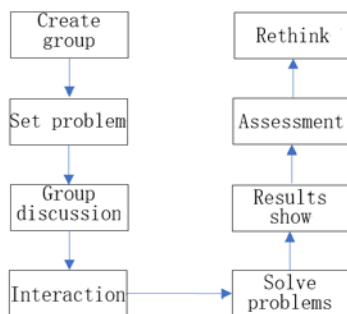 Create
group
Set problem
Group
discussion
Interaction
Solve
problems
Results
show
Assessment
Rethink